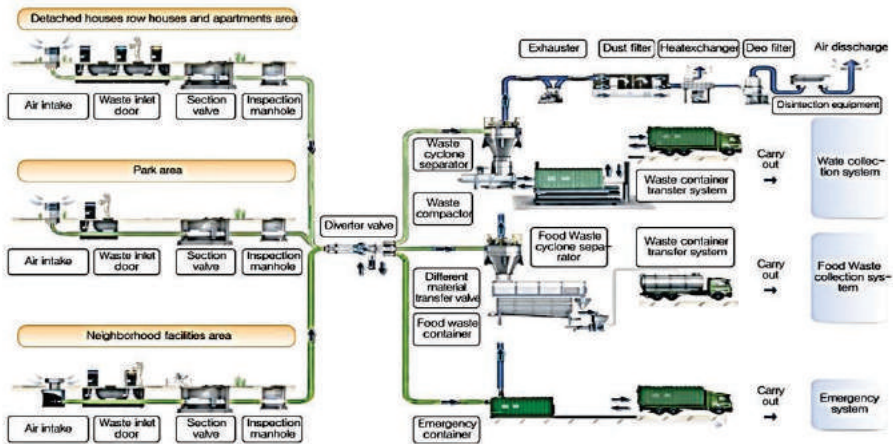 Detached houses row houses and apartments area
Air intake
Waste inlet
door
Section
valve
Inspection
manhole
Park area
Air intake
Waste inlet
door
Section
valve
Inspection
manhole
Neighborhood facilities area
Air intake
Waste inlet
door
Section
valve
Inspection
manhole
Diverter valve
Exhauster
Dust filter
Heatexchanger
Deo filter
Air disscharge
Disintection equipment
Waste
cyclone
separator
Waste
compactor
Waste container
transfer system
Carry
out
Wate collec-
tion system
Food Waste
cyclone sepa-
rator
Waste container
transfer system
Different
material
transfer valve
Food waste
container
Carry
out
Food Waste
collection sys-
tem
Emergency
container
Carry
out
Emergency
system